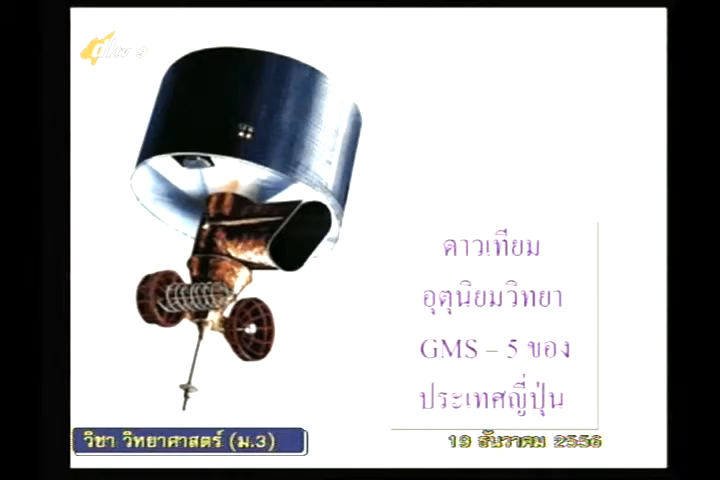 ดาวเทียม
อุตุนิยมวิทยา
GMS – 5 ของ
ประเทศญี่ปุ่น
วิชา วิทยาศาสตร์ (ม.3)
19 ธันวาคม 2556